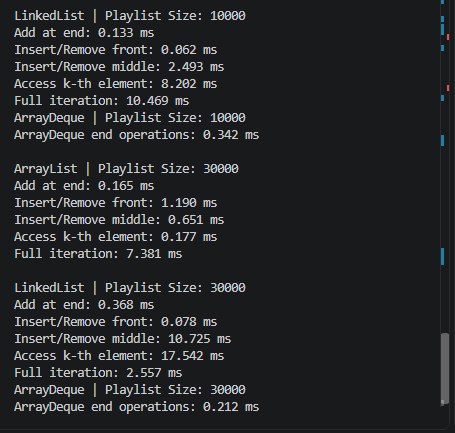 LinkedList | Playlist Size: 10000
Add at end: 0.133 ms
Insert/Remove front: 0.062 ms
Insert/Remove middle: 2.493 ms
Access k-th element: 8.202 ms
Full iteration: 10.469 ms
ArrayDeque | Playlist Size: 10000
ArrayDeque end operations: 0.342 ms

ArrayList | Playlist Size: 30000
Add at end: 0.165 ms
Insert/Remove front: 1.190 ms
Insert/Remove middle: 0.651 ms
Access k-th element: 0.177 ms
Full iteration: 7.381 ms

LinkedList | Playlist Size: 30000
Add at end: 0.368 ms
Insert/Remove front: 0.078 ms
Insert/Remove middle: 10.725 ms
Access k-th element: 17.542 ms
Full iteration: 2.557 ms
ArrayDeque | Playlist Size: 30000
ArrayDeque end operations: 0.212 ms